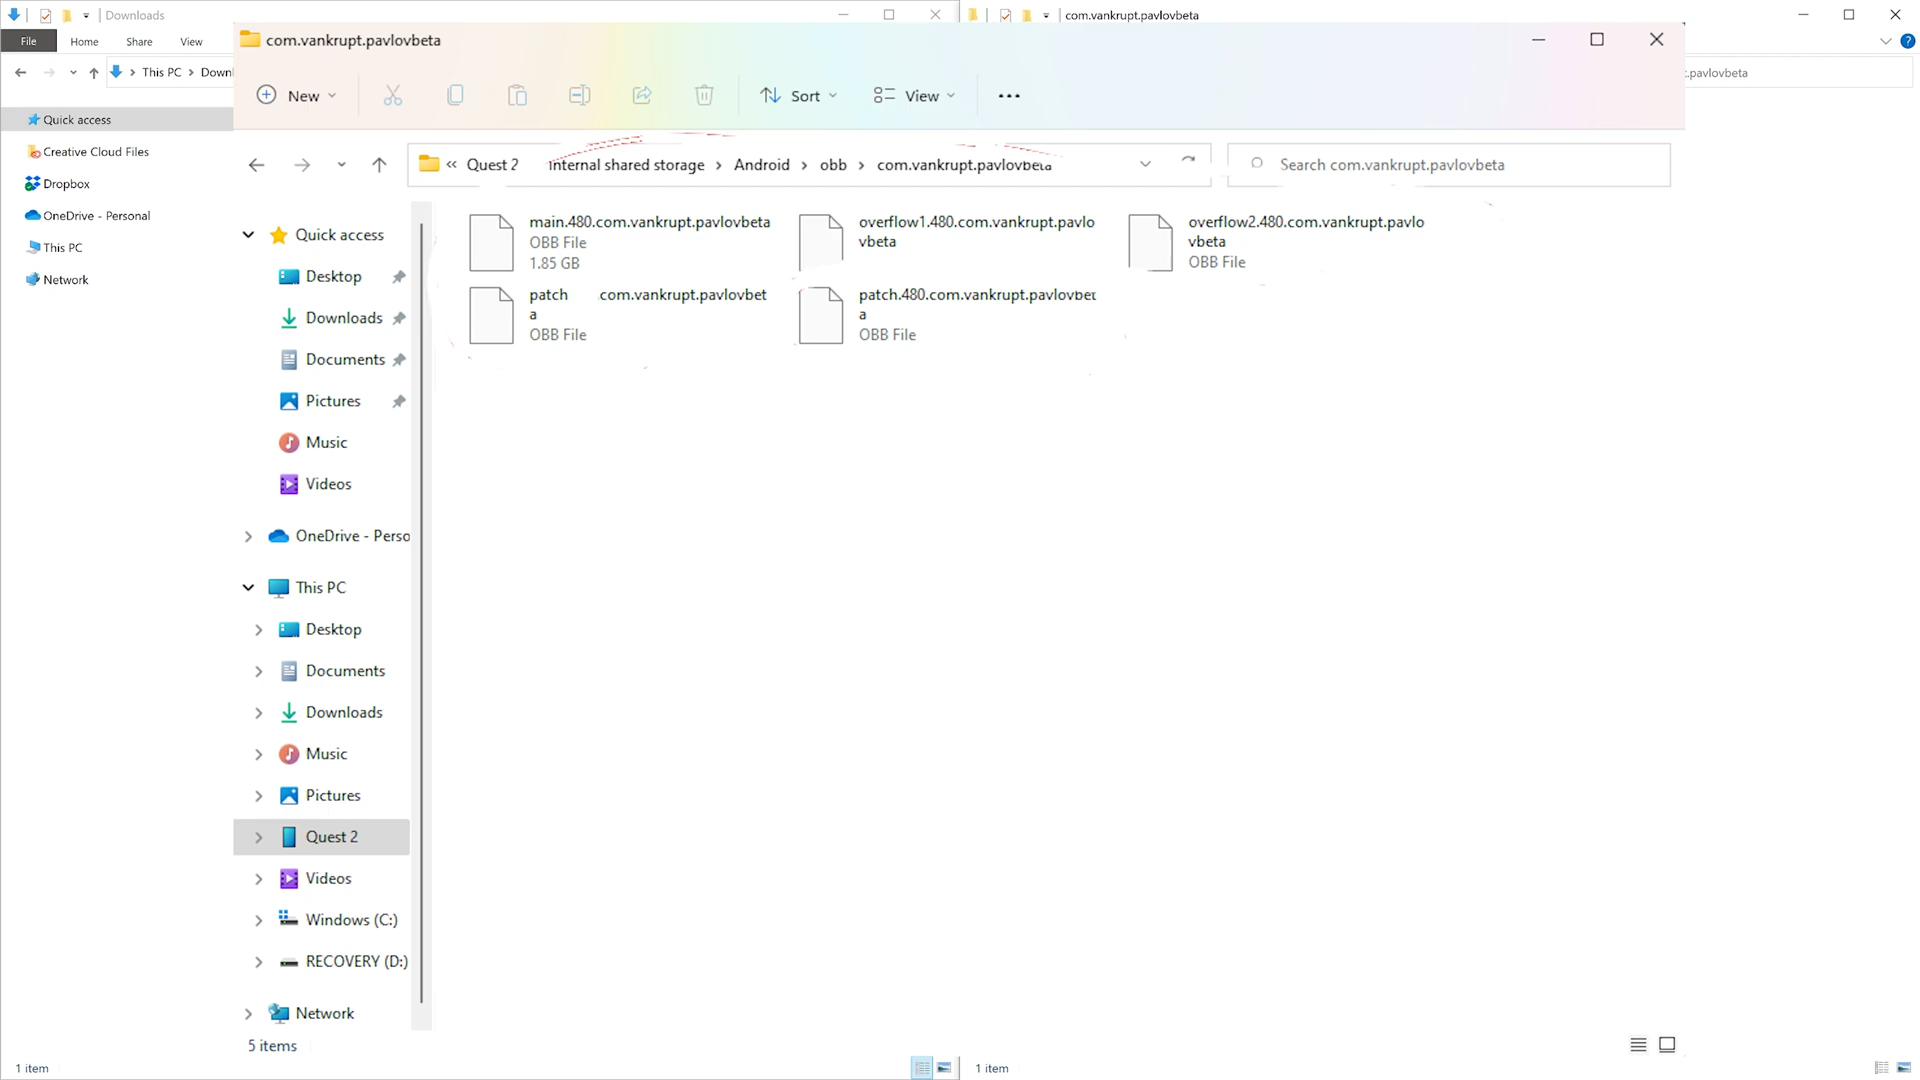 Downloads
com.vankrupt.pavlovbeta
File
Home
Share
View
This PC
Downl
.pavlovbeta
Quick access
Creative Cloud Files
Dropbox
OneDrive - Personal
This PC
Network
com.vankrupt.pavlovbeta
New
Sort
View
Quest 2
Internal shared storage
Android
obb
com.vankrupt.pavlovbeta
Search com.vankrupt.pavlovbeta
Quick access
Desktop
Downloads
Documents
Pictures
Music
Videos
OneDrive - Perso
This PC
Desktop
Documents
Downloads
Music
Pictures
Quest 2
Videos
Windows (C:)
RECOVERY (D:)
Network
main.480.com.vankrupt.pavlovbeta
OBB File
1.85 GB
overflow1.480.com.vankrupt.pavlo
vbeta
overflow2.480.com.vankrupt.pavlo
vbeta
OBB File
patch com.vankrupt.pavlovbet
a
OBB File
patch.480.com.vankrupt.pavlovbet
a
OBB File
5 items
1 item
1 item